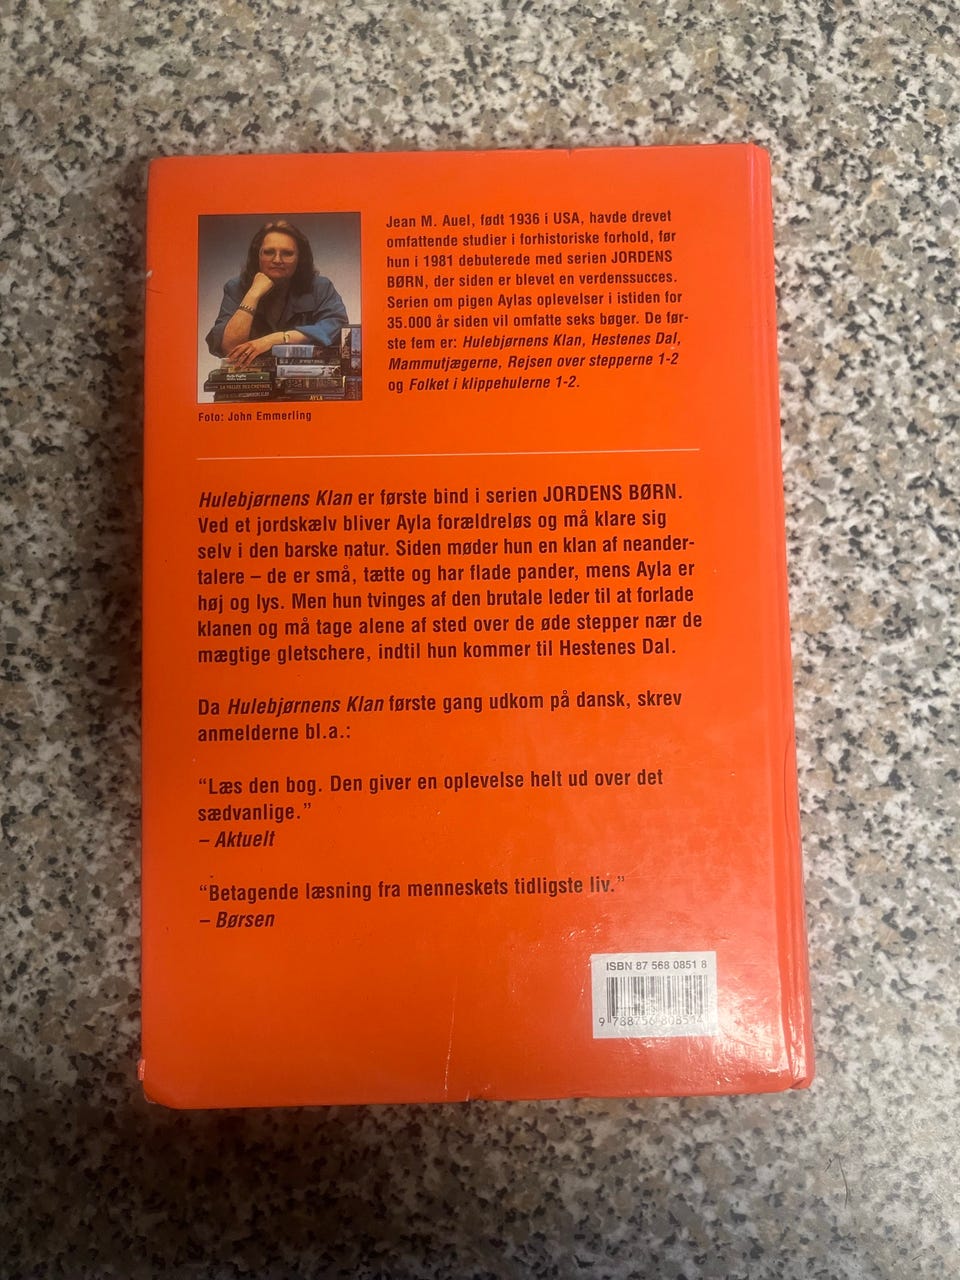 Jean M. Auel, født 1936 i USA, havde drevet
omfattende studier i forhistoriske forhold, før
hun i 1981 debuterede med serien JORDENS
BØRN, der siden er blevet en verdenssucces.
Serien om pigen Aylas oplevelser i istiden for
35.000 år siden vil omfatte seks bøger. De før-
ste fem er: Hulebjørnens Klan, Hestenes Dal,
Mammutjægerne, Rejsen over stepperne 1-2
og Folket i klippehulerne 1-2.
AYLA
Foto: John Emmerling
Hulebjørnens Klan er første bind i serien JORDENS BØRN.
Ved et jordskælv bliver Ayla forældreløs og må klare sig
selv i den barske natur. Siden møder hun en klan af neander-
talere – de er små, tætte og har flade pander, mens Ayla er
høj og lys. Men hun tvinges af den brutale leder til at forlade
klanen og må tage alene af sted over de øde stepper nær de
mægtige gletschere, indtil hun kommer til Hestenes Dal.
Da Hulebjørnens Klan første gang udkom på dansk, skrev
anmelderne bl.a.:
“Læs den bog. Den giver en oplevelse helt ud over det
sædvanlige.”
– Aktuelt
“Betagende læsning fra menneskets tidligste liv.”
– Børsen
ISBN 87 568 0851 8
9 788756 808514